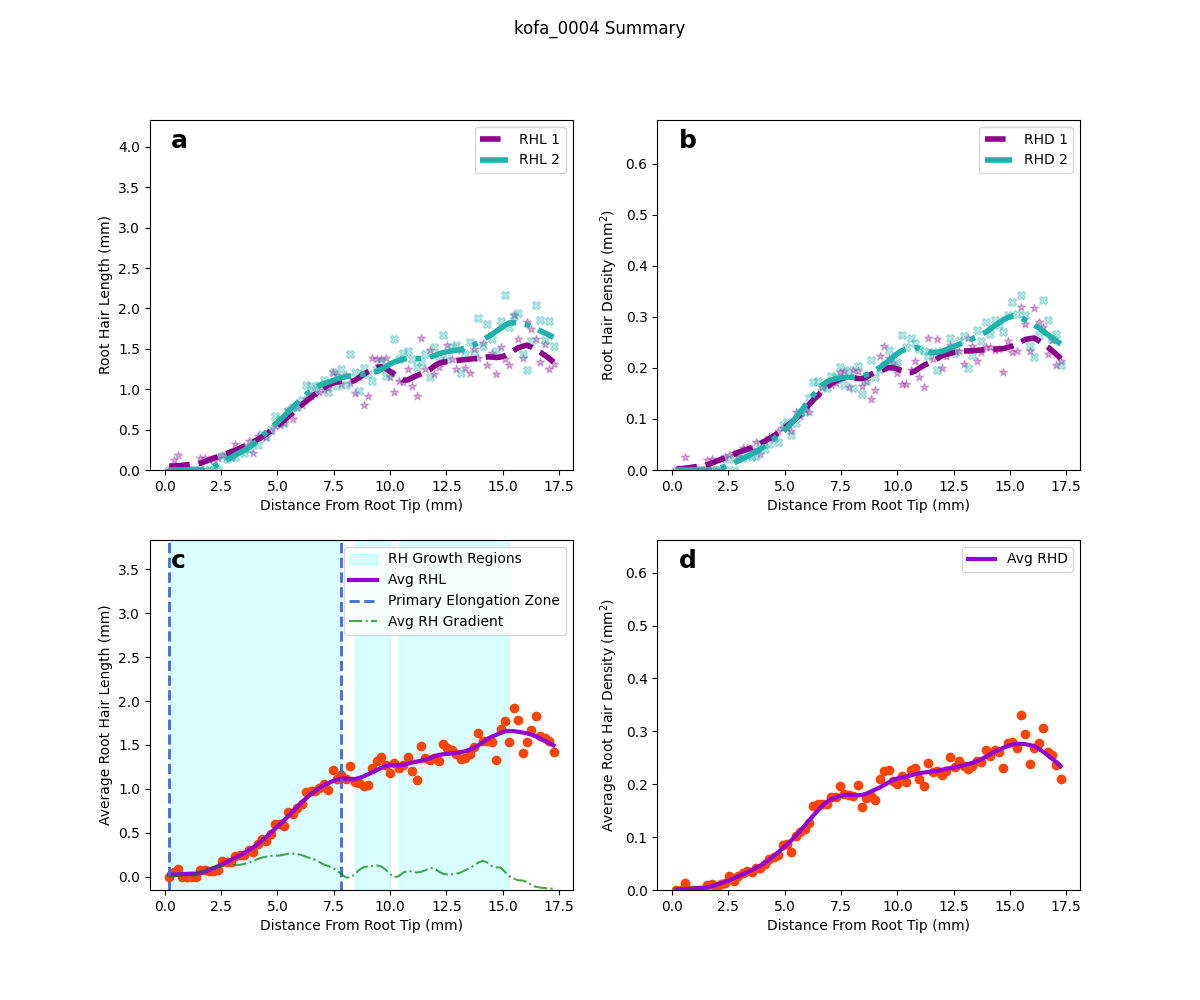 kofa_0004 Summary
a
RHL 1
RHL 2
4.0
3.5
3.0
2.5
2.0
1.5
1.0
0.5
0.0
Root Hair Length (mm)
0.0 2.5 5.0 7.5 10.0 12.5 15.0 17.5
Distance From Root Tip (mm)
b
RHD 1
RHD 2
0.6
0.5
0.4
0.3
0.2
0.1
0.0
Root Hair Density (mm²)
0.0 2.5 5.0 7.5 10.0 12.5 15.0 17.5
Distance From Root Tip (mm)
c
RH Growth Regions
Avg RHL
Primary Elongation Zone
Avg RH Gradient
3.5
3.0
2.5
2.0
1.5
1.0
0.5
0.0
Average Root Hair Length (mm)
0.0 2.5 5.0 7.5 10.0 12.5 15.0 17.5
Distance From Root Tip (mm)
d
Avg RHD
0.6
0.5
0.4
0.3
0.2
0.1
0.0
Average Root Hair Density (mm²)
0.0 2.5 5.0 7.5 10.0 12.5 15.0 17.5
Distance From Root Tip (mm)